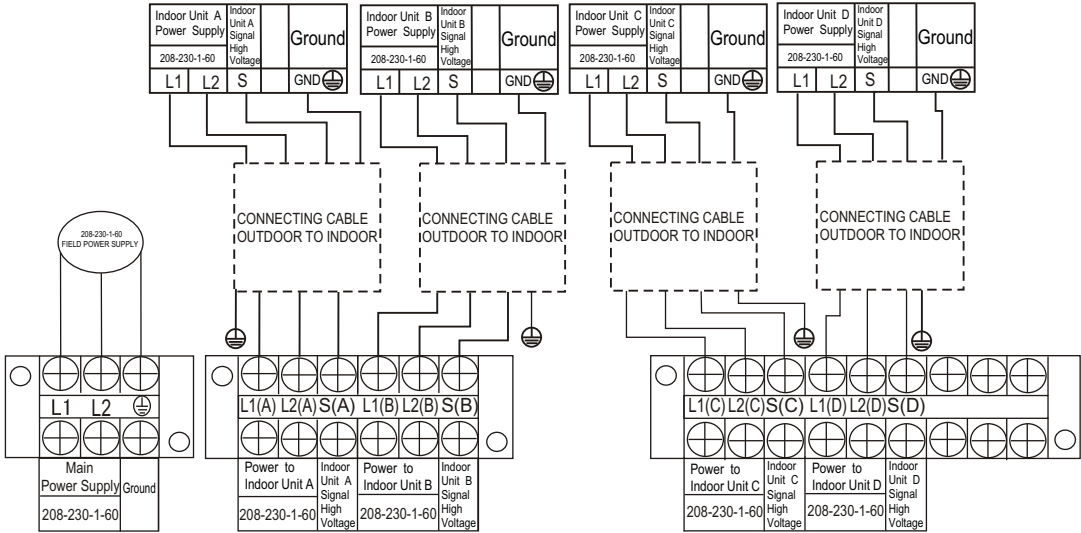 Indoor Unit A
Power Supply
208-230-1-60
Indoor
Unit A
Signal
High
Voltage
Ground
L1 L2 S GND
Indoor Unit B
Power Supply
208-230-1-60
Indoor
Unit B
Signal
High
Voltage
Ground
L1 L2 S GND
Indoor Unit C
Power Supply
208-230-1-60
Indoor
Unit C
Signal
High
Voltage
Ground
L1 L2 S GND
Indoor Unit D
Power Supply
208-230-1-60
Indoor
Unit D
Signal
High
Voltage
Ground
L1 L2 S GND
CONNECTING CABLE
OUTDOOR TO INDOOR
CONNECTING CABLE
OUTDOOR TO INDOOR
CONNECTING CABLE
OUTDOOR TO INDOOR
CONNECTING CABLE
OUTDOOR TO INDOOR
208-230-1-60
FIELD POWER SUPPLY
L1 L2
Main
Power Supply
208-230-1-60
Ground
L1(A) L2(A) S(A) L1(B) L2(B) S(B)
Power to
Indoor Unit A
208-230-1-60
Indoor
Unit A
Signal
High
Voltage
Power to
Indoor Unit B
208-230-1-60
Indoor
Unit B
Signal
High
Voltage
L1(C) L2(C) S(C) L1(D) L2(D) S(D)
Power to
Indoor Unit C
208-230-1-60
Indoor
Unit C
Signal
High
Voltage
Power to
Indoor Unit D
208-230-1-60
Indoor
Unit D
Signal
High
Voltage